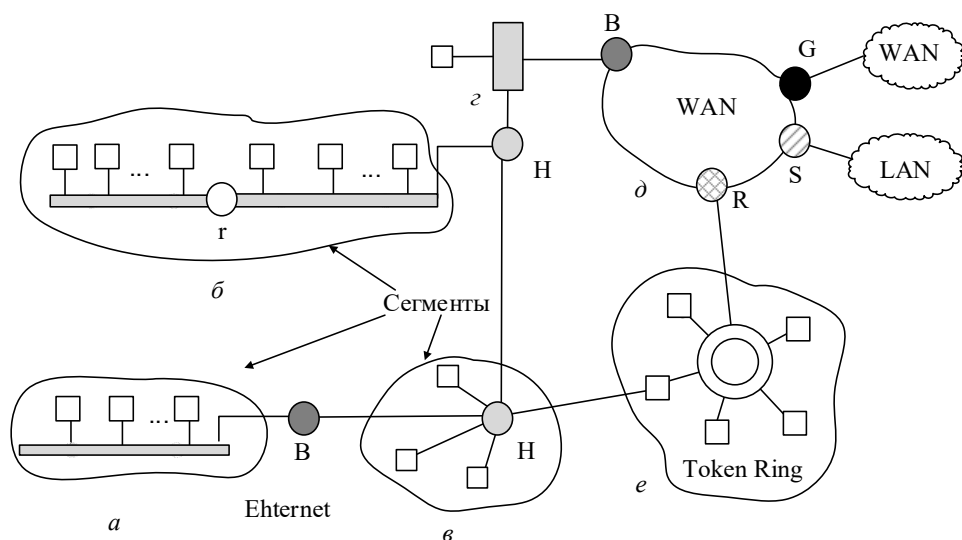 B
G
WAN
г
WAN
H
S
LAN
д
R
...
...
r
б
Сегменты
...
B
H
Token Ring
е
Ehternet
а
в